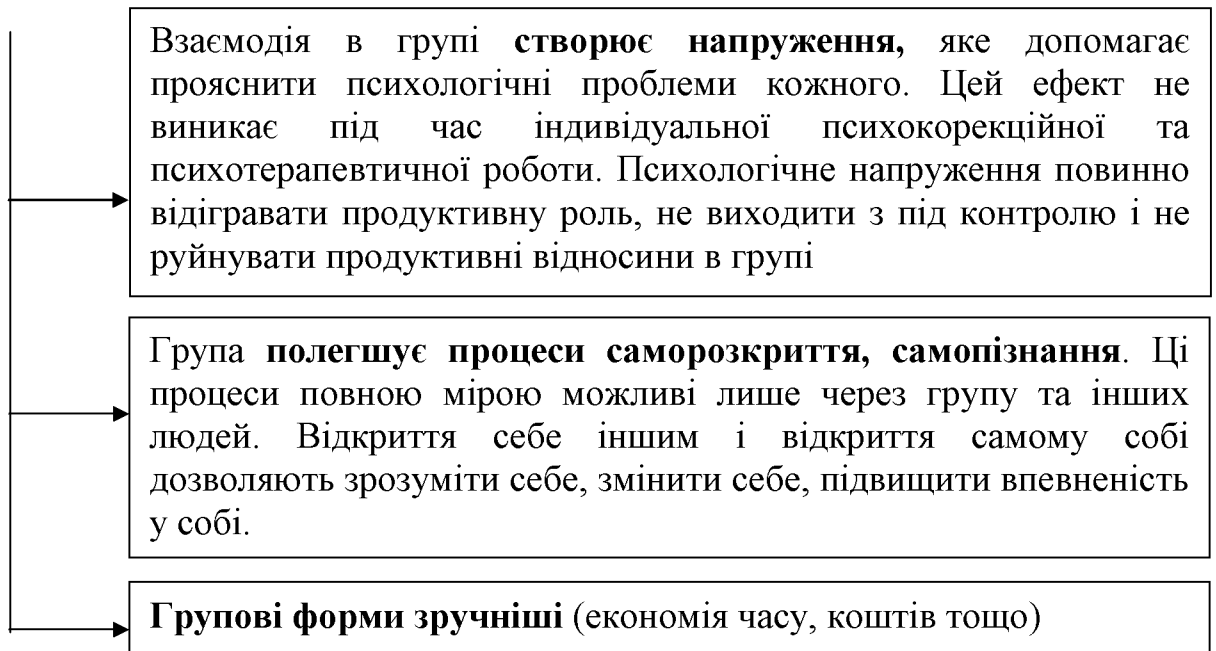 Взаємодія в групі створює напруження, яке допомагає
прояснити психологічні проблеми кожного. Цей ефект не
виникає під час індивідуальної психокорекційної та
психотерапевтичної роботи. Психологічне напруження повинно
відігравати продуктивну роль, не виходити з під контролю і не
руйнувати продуктивні відносини в групі
Група полегшує процеси саморозкриття, самопізнання. Ці
процеси повною мірою можливі лише через групу та інших
людей. Відкриття себе іншим і відкриття самому собі
дозволяють зрозуміти себе, змінити себе, підвищити впевненість
у собі.
Групові форми зручніші (економія часу, коштів тощо)